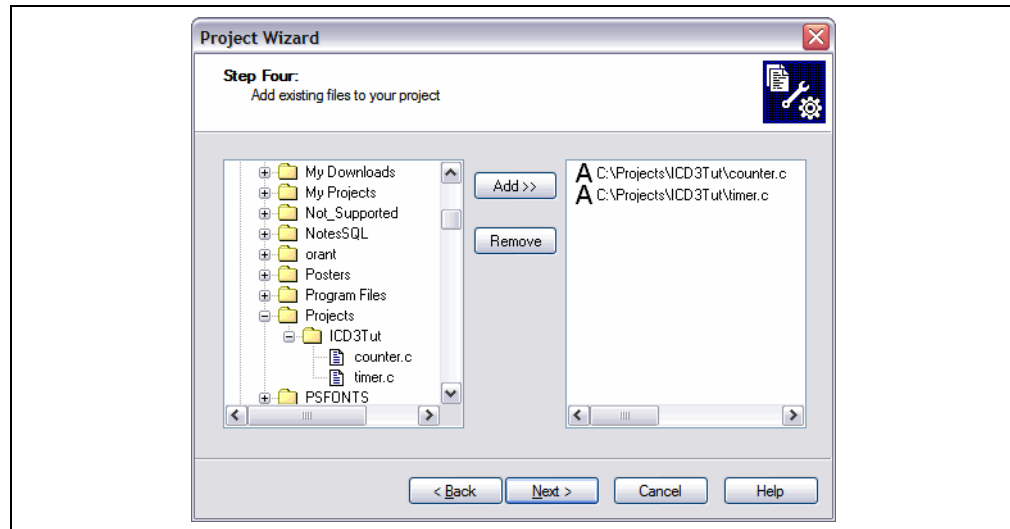 Project Wizard
Step Four:
Add existing files to your project
My Downloads
My Projects
Not_Supported
NotesSQL
orant
Posters
Program Files
Projects
ICD3Tut
counter.c
timer.c
PSFONTS
Add >>
Remove
A C:\Projects\ICD3Tut\counter.c
A C:\Projects\ICD3Tut\timer.c
< Back
Next >
Cancel
Help